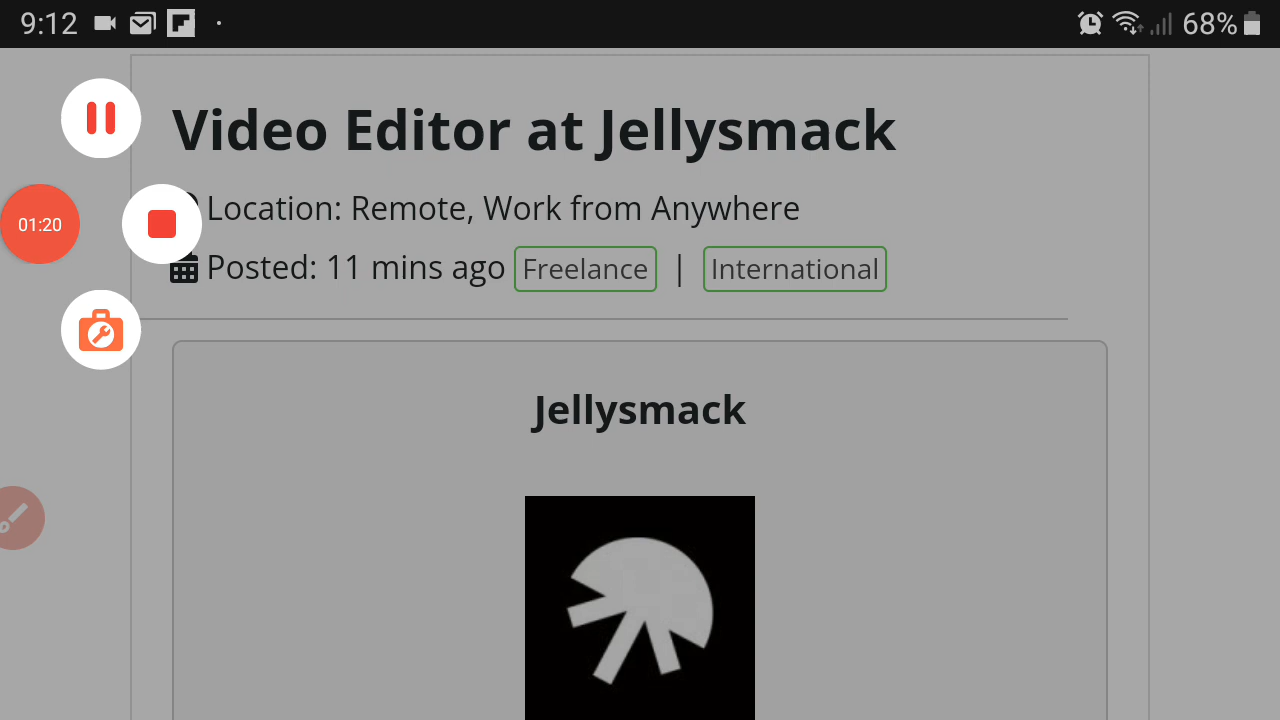 9:12
68%
Video Editor at Jellysmack
Location: Remote, Work from Anywhere
01:20
Posted: 11 mins ago Freelance | International
Jellysmack